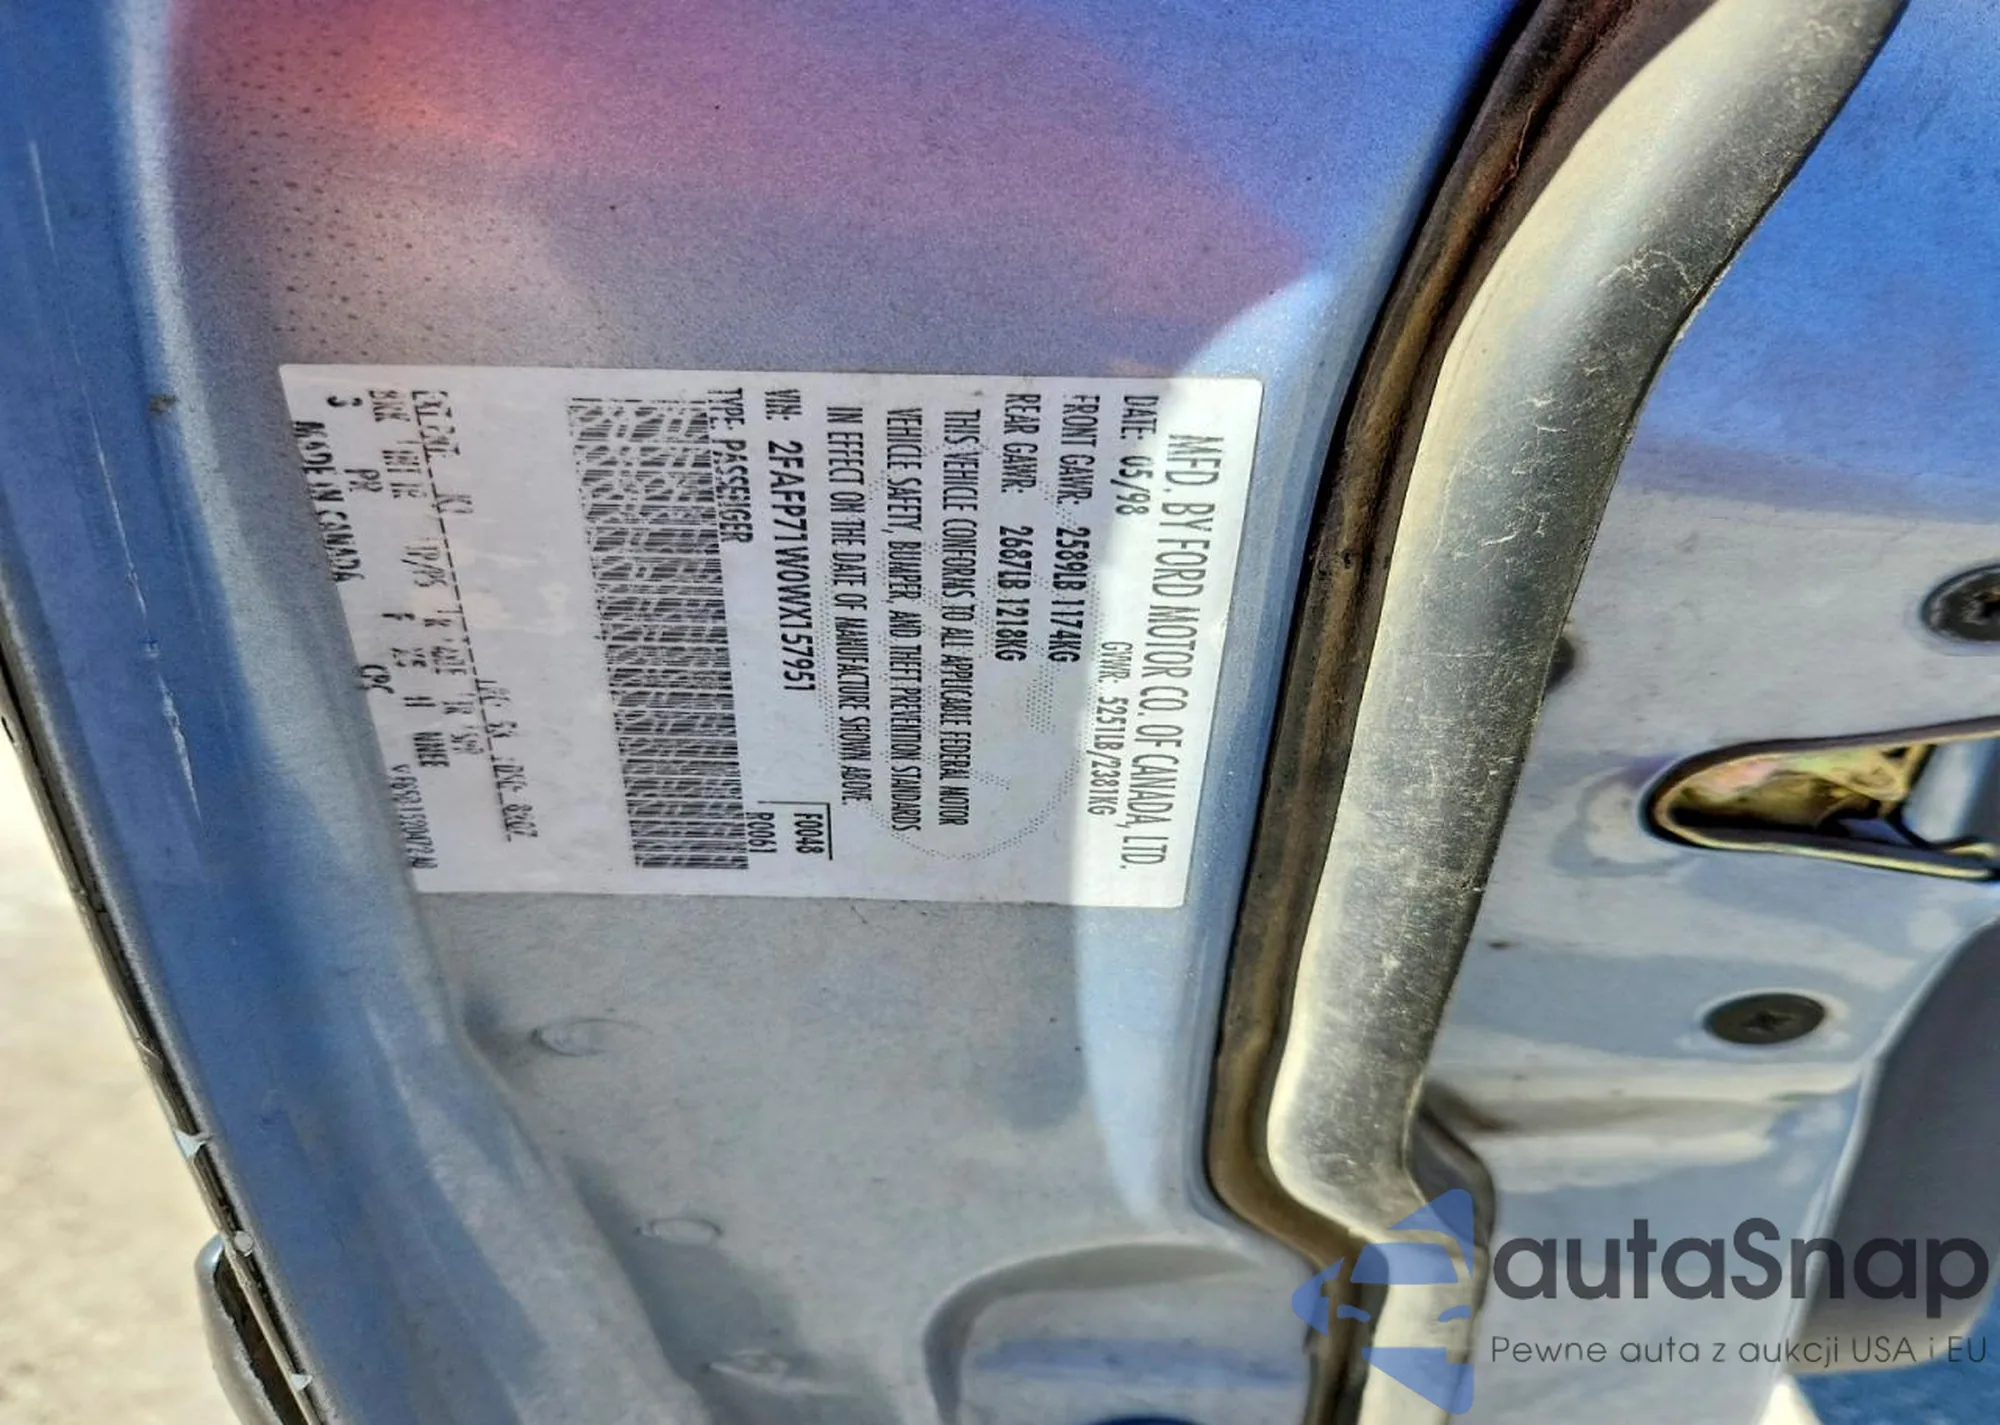 MFD. BY FORD MOTOR CO. OF CANADA, LTD.
DATE: 05/98 GVWR: 5251LB/2381KG
FRONT GAWR: 2589LB 1174KG
REAR GAWR: 2687LB 1218KG
THIS VEHICLE CONFORMS TO ALL APPLICABLE FEDERAL MOTOR
VEHICLE SAFETY, BUMPER, AND THEFT PREVENTION STANDARDS
IN EFFECT ON THE DATE OF MANUFACTURE SHOWN ABOVE.
VIN: 2FAFP71W0WX157951 F0048
TYPE: PASSENGER R0061
MADE IN CANADA
autaSnap
Pewne auta z aukcji USA i EU